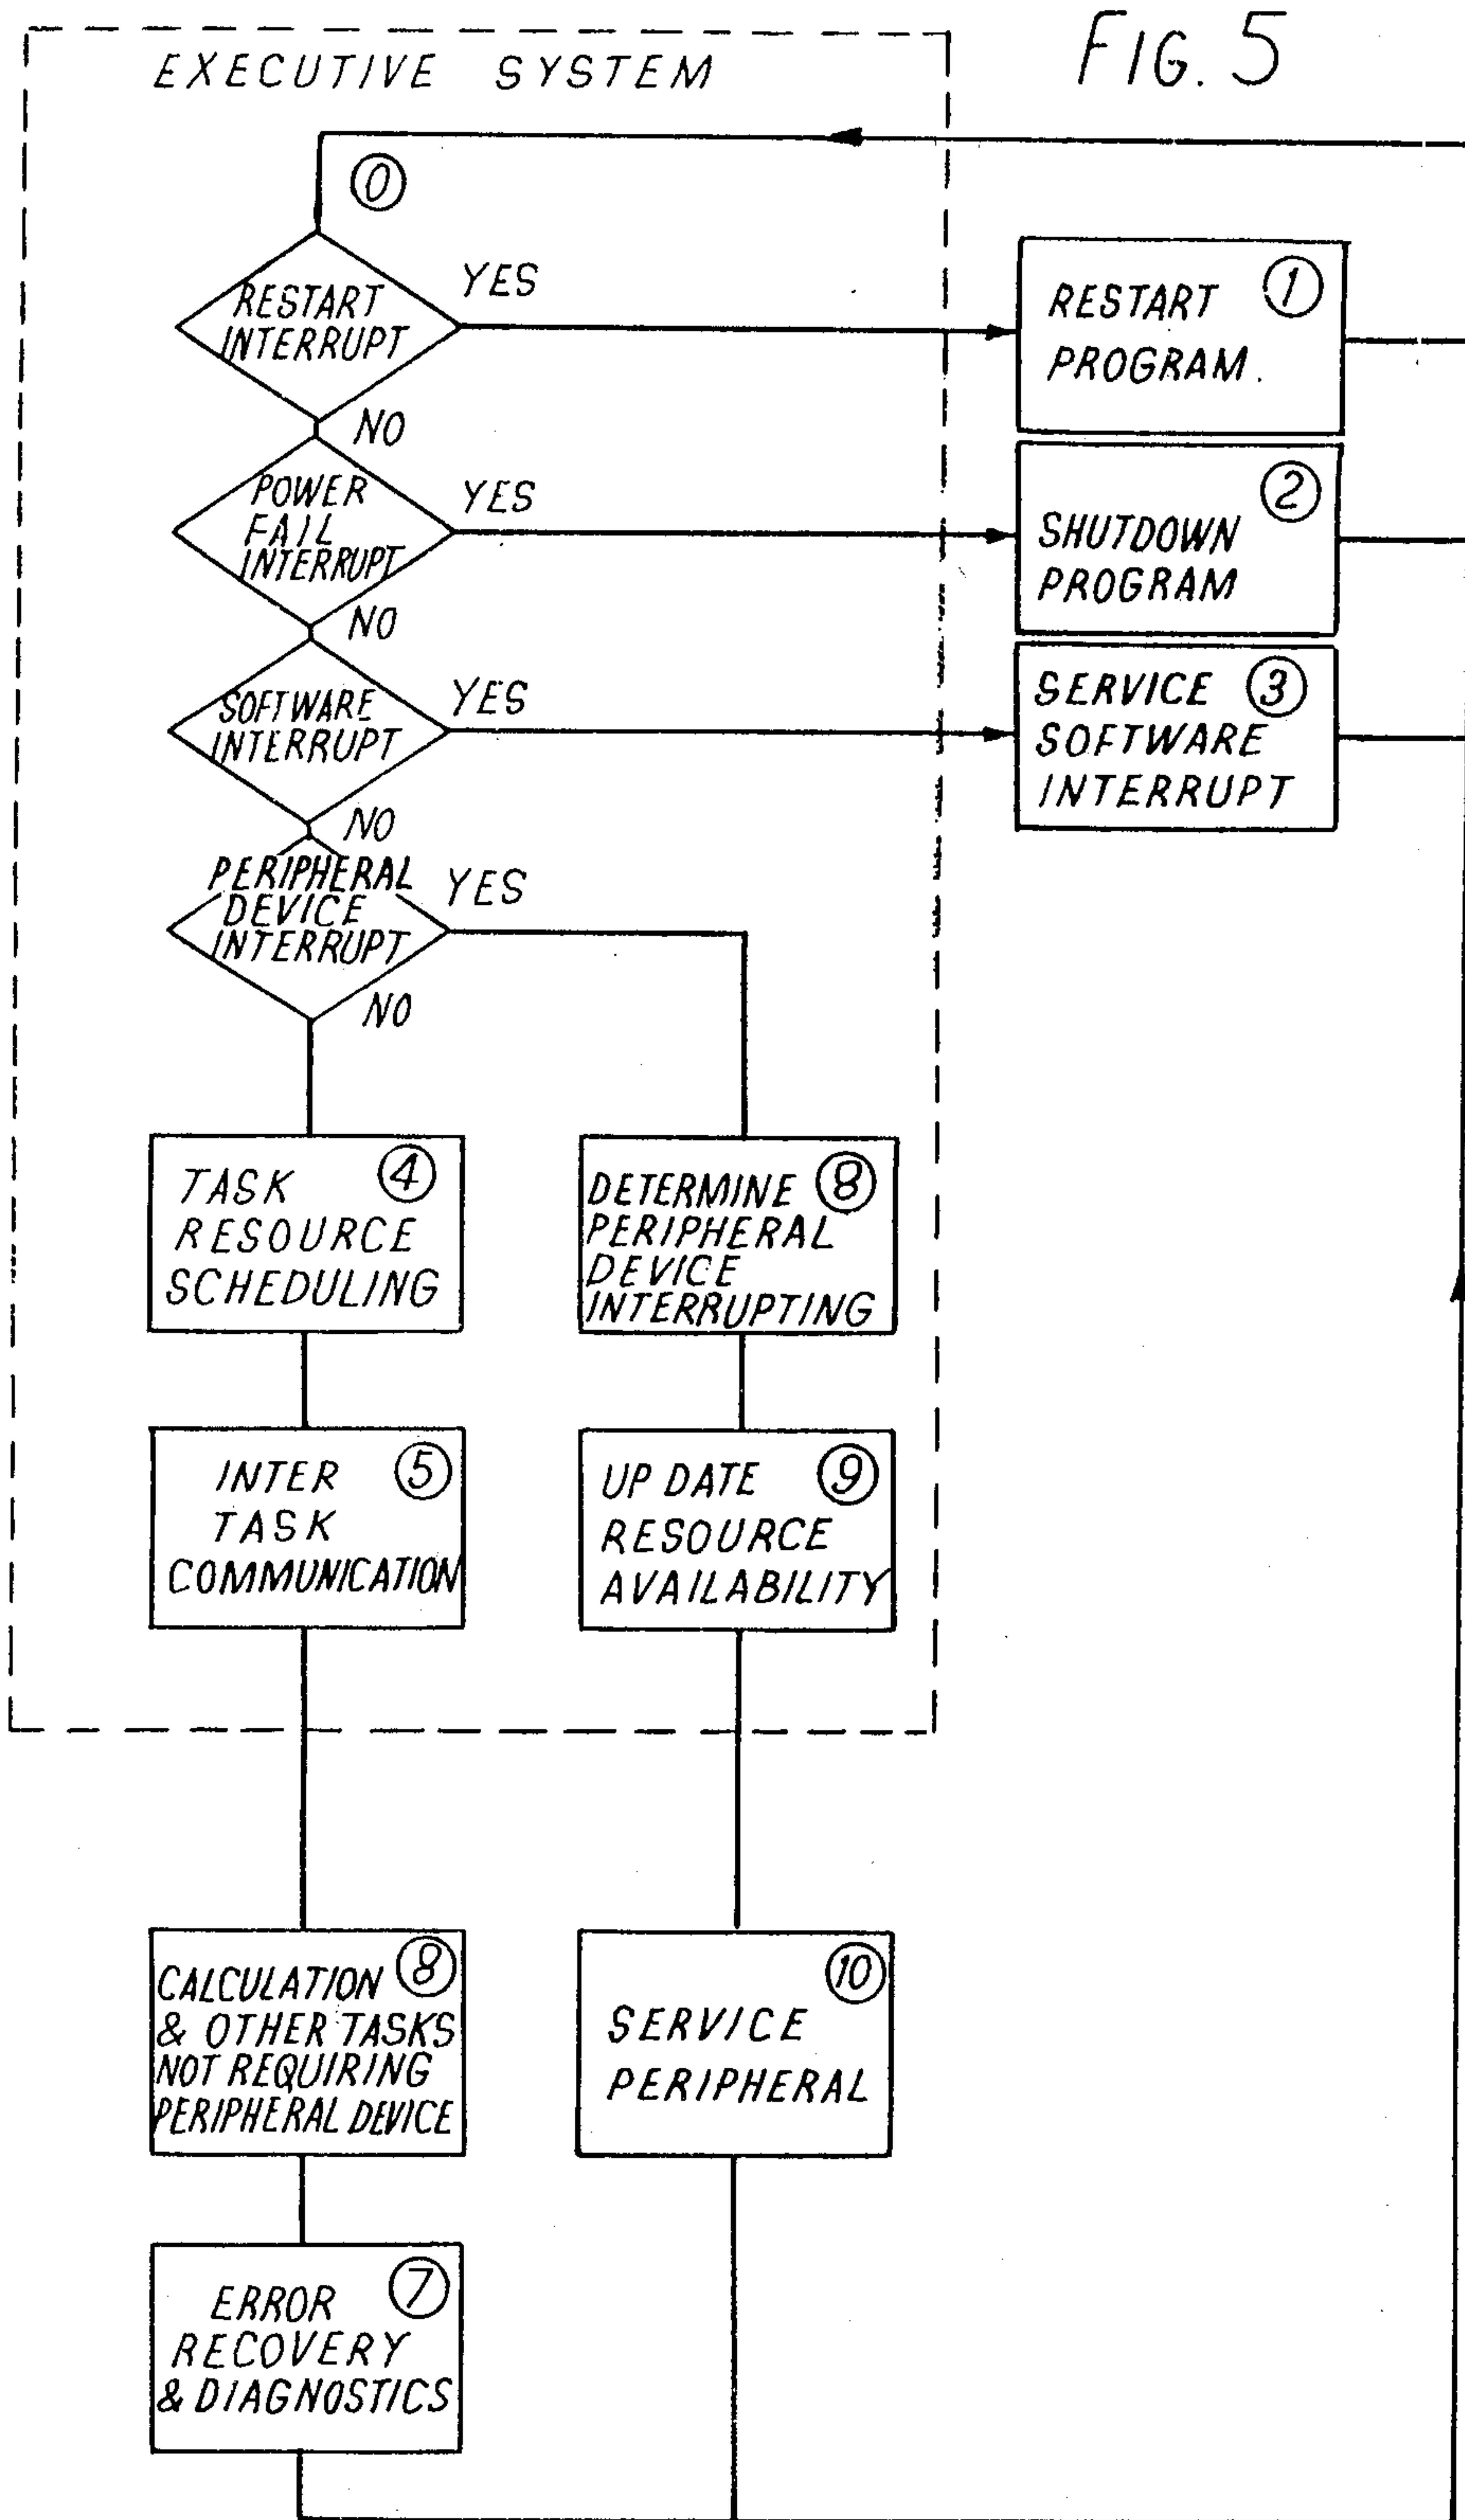 FIG. 5
EXECUTIVE SYSTEM
0
RESTART
INTERRUPT
YES
NO
RESTART 1
PROGRAM.
POWER
FAIL
INTERRUPT
YES
NO
2
SHUTDOWN
PROGRAM
SOFTWARE
INTERRUPT
YES
NO
SERVICE 3
SOFTWARE
INTERRUPT
PERIPHERAL
DEVICE
INTERRUPT
YES
NO
TASK 4
RESOURCE
SCHEDULING
DETERMINE 8
PERIPHERAL
DEVICE
INTERRUPTING
INTER 5
TASK
COMMUNICATION
UP DATE 9
RESOURCE
AVAILABILITY
CALCULATION 8
& OTHER TASKS
NOT REQUIRING
PERIPHERAL DEVICE
10
SERVICE
PERIPHERAL
ERROR 7
RECOVERY
& DIAGNOSTICS